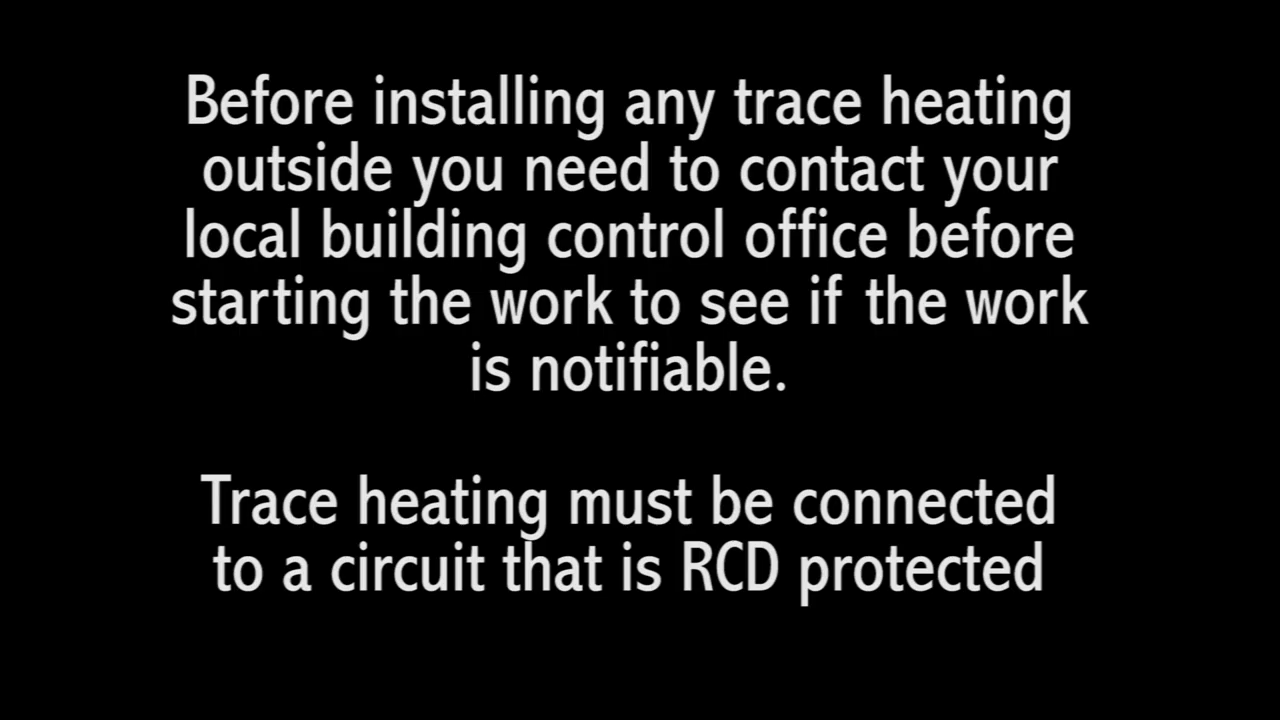 Before installing any trace heating
outside you need to contact your
local building control office before
starting the work to see if the work
is notifiable.
Trace heating must be connected
to a circuit that is RCD protected